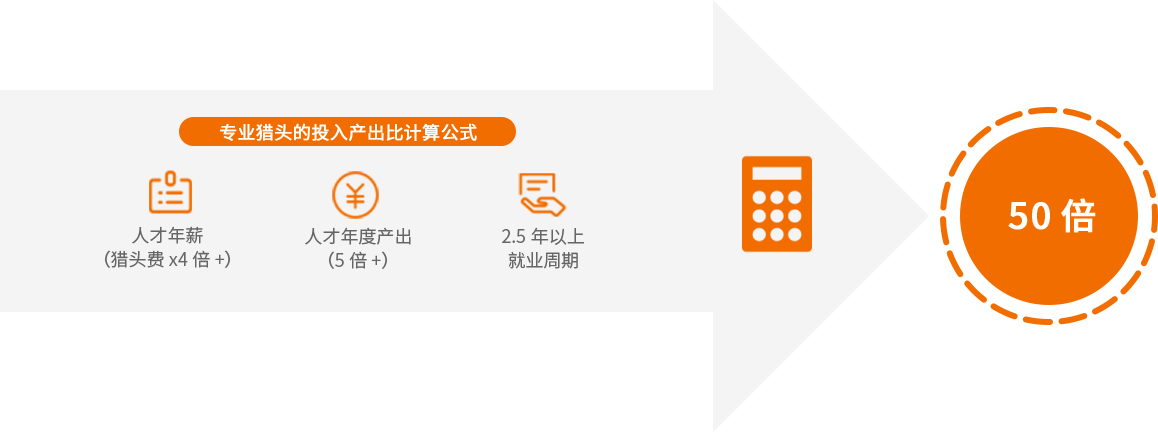 专业猎头的投入产出比计算公式
人才年薪
（猎头费 x4 倍 +）
人才年度产出
（5 倍 +）
2.5 年以上
就业周期
50 倍